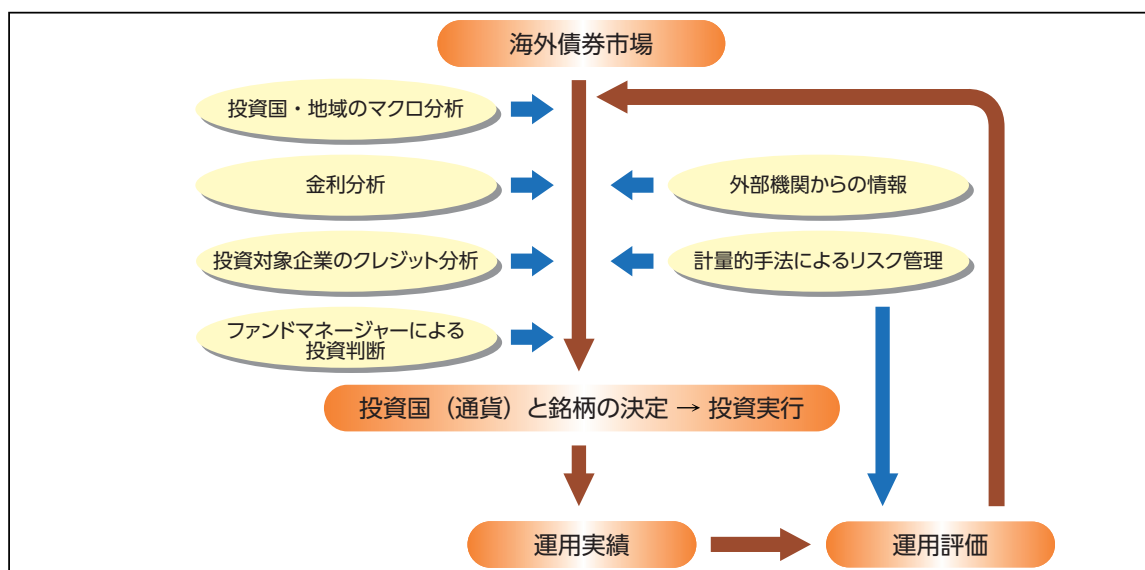 海外債券市場
投資国・地域のマクロ分析
金利分析
外部機関からの情報
投資対象企業のクレジット分析
計量的手法によるリスク管理
ファンドマネージャーによる
投資判断
投資国（通貨）と銘柄の決定 → 投資実行
運用実績
運用評価